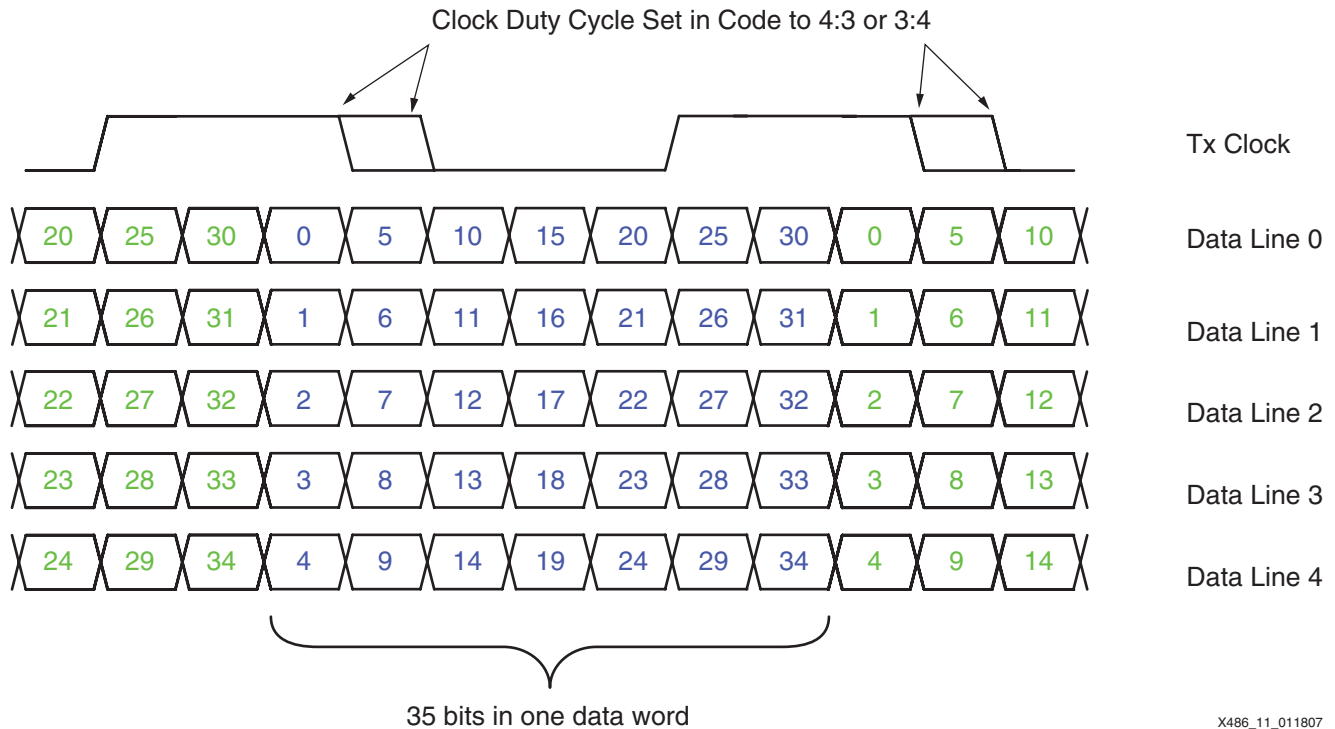 Clock Duty Cycle Set in Code to 4:3 or 3:4
Tx Clock
20 25 30 0 5 10 15 20 25 30 0 5 10 Data Line 0
21 26 31 1 6 11 16 21 26 31 1 6 11 Data Line 1
22 27 32 2 7 12 17 22 27 32 2 7 12 Data Line 2
23 28 33 3 8 13 18 23 28 33 3 8 13 Data Line 3
24 29 34 4 9 14 19 24 29 34 4 9 14 Data Line 4
35 bits in one data word
X486_11_011807